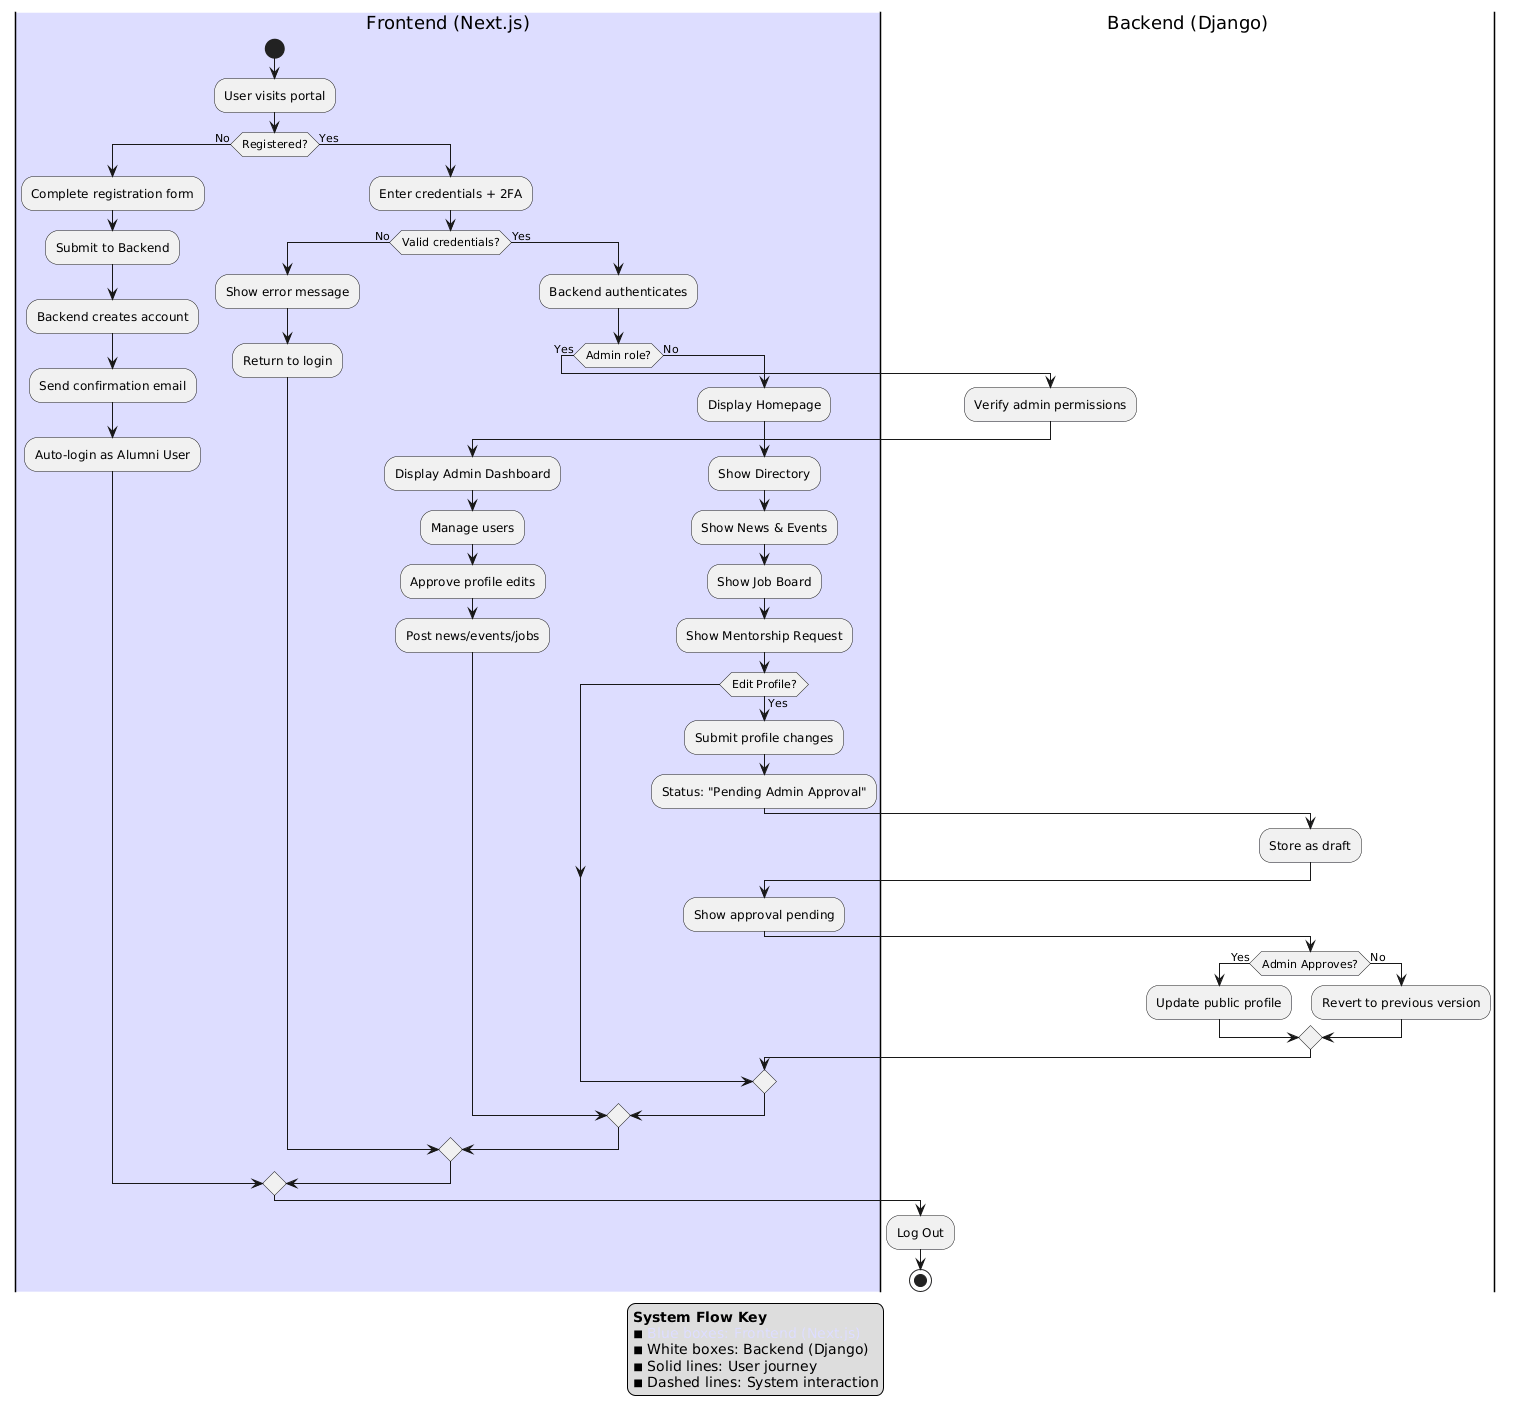 Frontend (Next.js)
Backend (Django)
User visits portal
Registered?
No
Yes
Complete registration form
Enter credentials + 2FA
Submit to Backend
Valid credentials?
No
Yes
Show error message
Backend authenticates
Backend creates account
Return to login
Admin role?
Yes
No
Send confirmation email
Display Homepage
Verify admin permissions
Auto-login as Alumni User
Display Admin Dashboard
Show Directory
Manage users
Show News & Events
Approve profile edits
Show Job Board
Post news/events/jobs
Show Mentorship Request
Edit Profile?
Yes
Submit profile changes
Status: "Pending Admin Approval"
Store as draft
Show approval pending
Admin Approves?
Yes
No
Update public profile
Revert to previous version
Log Out
System Flow Key
White boxes: Backend (Django)
Solid lines: User journey
Dashed lines: System interaction